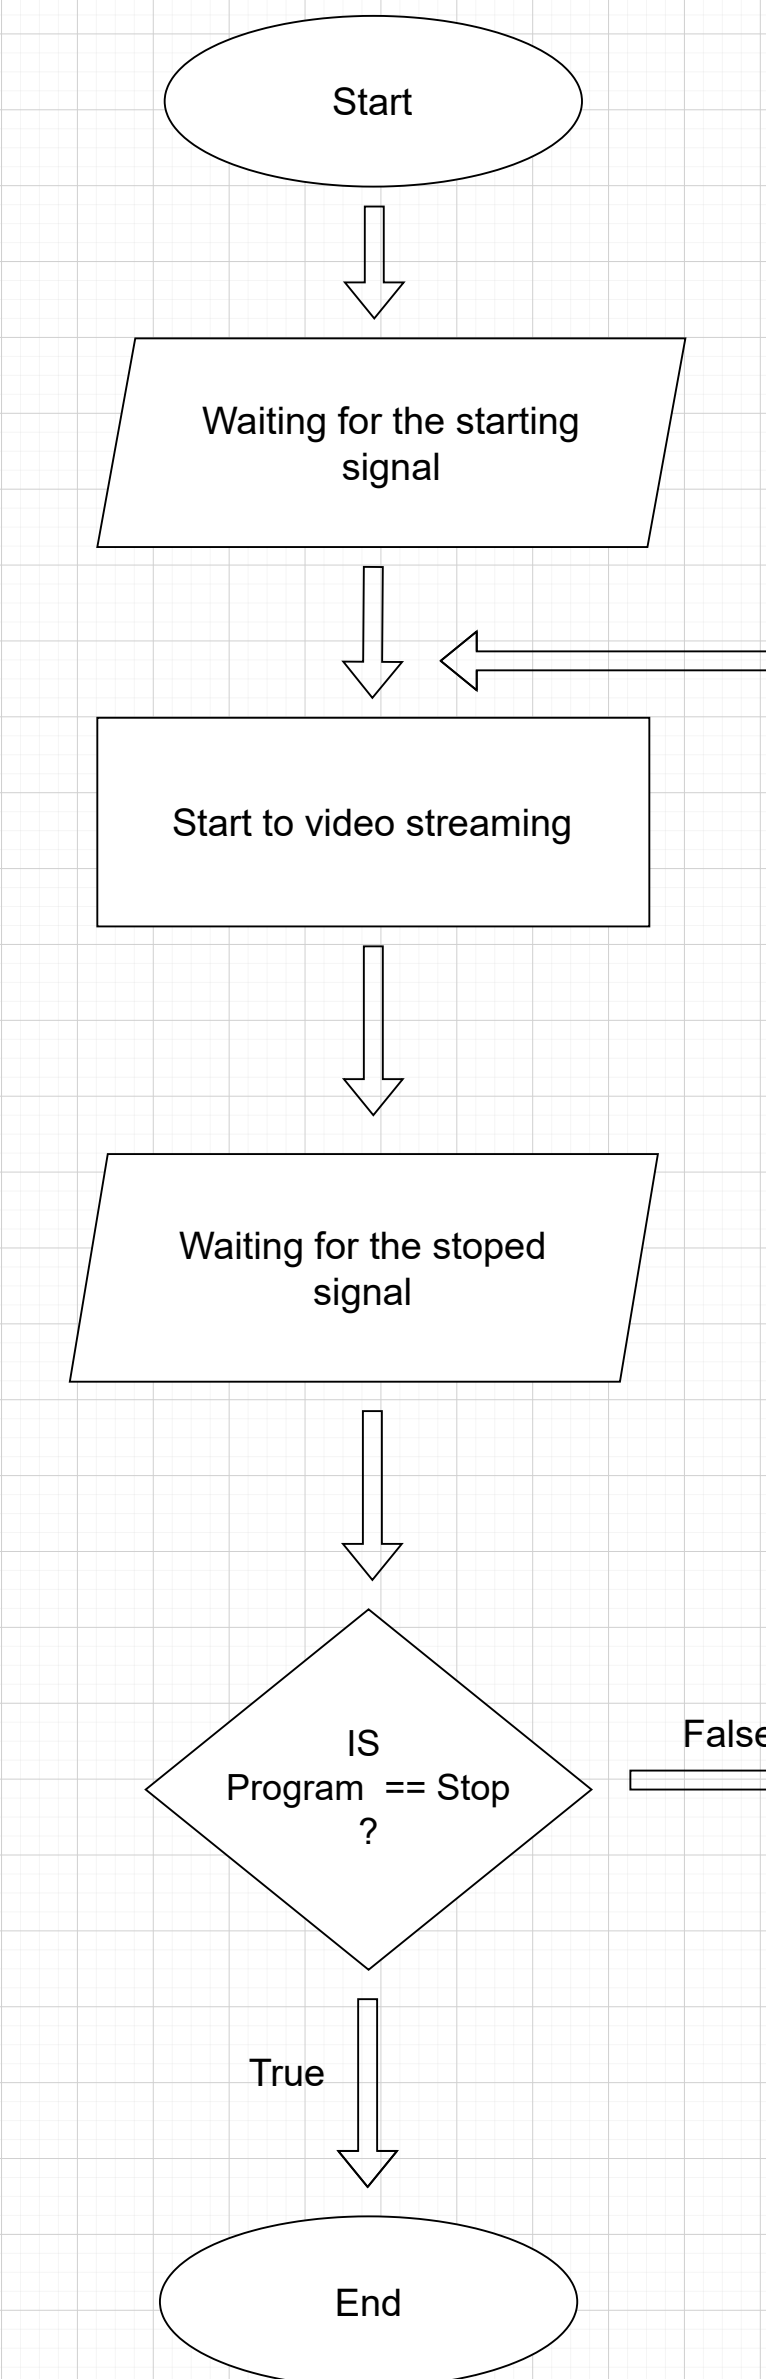 Start
Waiting for the starting
signal
Start to video streaming
Waiting for the stoped
signal
IS
Program  == Stop
?
False
True
End